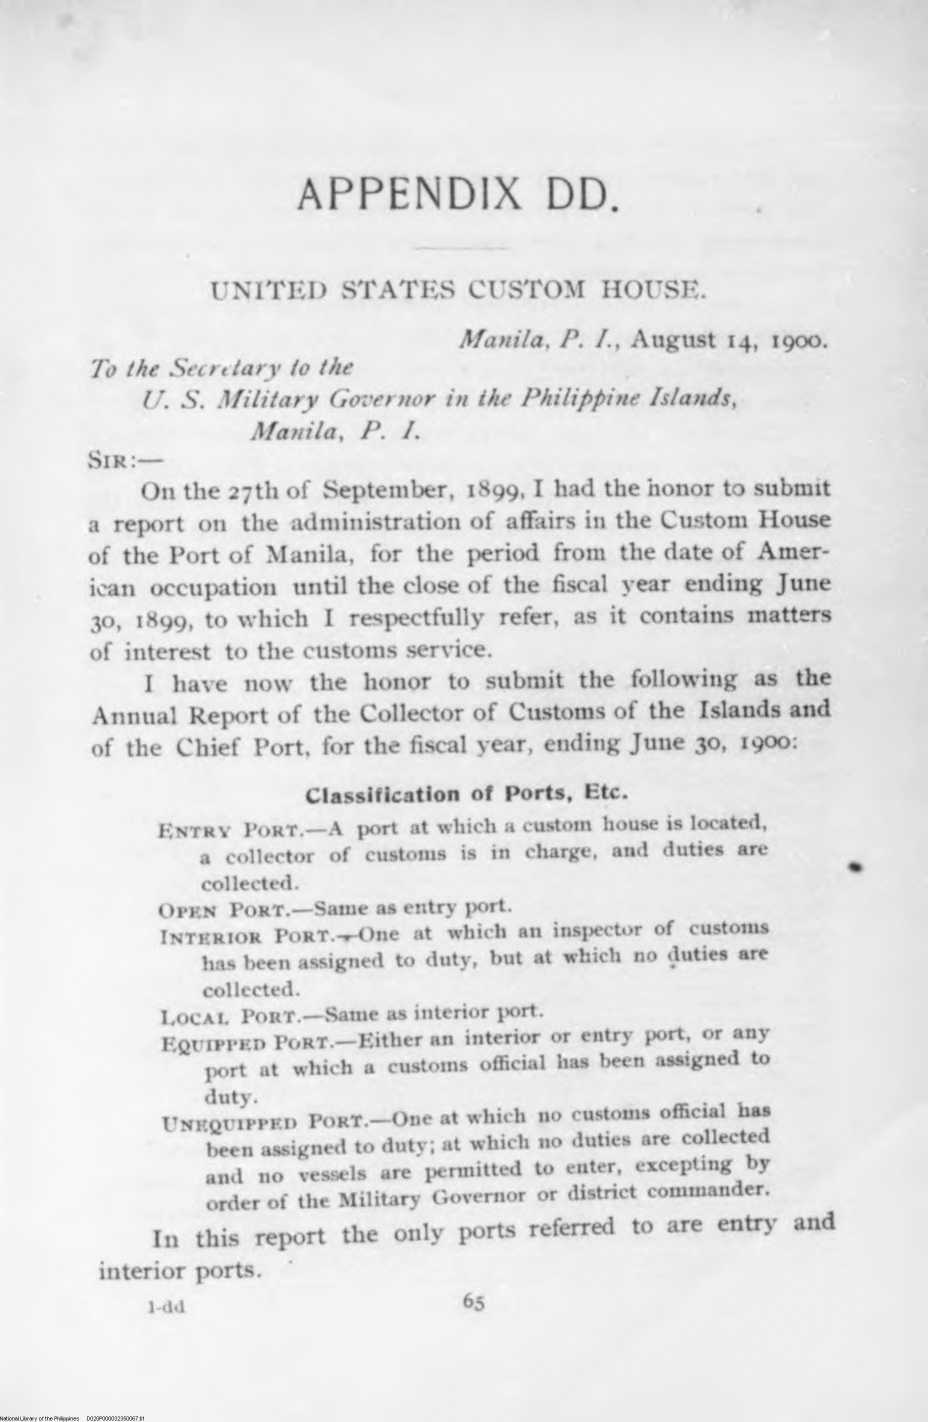 APPENDIX DD.
UNITED STATES CUSTOM HOUSE.
Manila, P. I., August 14, 1900.
To the Secretary to the
U. S. Military Governor in the Philippine Islands,
Manila, P. I.
SIR:—
On the 27th of September, 1899, I had the honor to submit
a report on the administration of affairs in the Custom House
of the Port of Manila, for the period from the date of Amer-
ican occupation until the close of the fiscal year ending June
30, 1899, to which I respectfully refer, as it contains matters
of interest to the customs service.
I have now the honor to submit the following as the
Annual Report of the Collector of Customs of the Islands and
of the Chief Port, for the fiscal year, ending June 30, 1900:
Classification of Ports, Etc.
ENTRY PORT.—A port at which a custom house is located,
a collector of customs is in charge, and duties are
collected.
OPEN PORT.—Same as entry port.
INTERIOR PORT.—One at which an inspector of customs
has been assigned to duty, but at which no duties are
collected.
LOCAL PORT.—Same as interior port.
EQUIPPED PORT.—Either an interior or entry port, or any
port at which a customs official has been assigned to
duty.
UNEQUIPPED PORT.—One at which no customs official has
been assigned to duty; at which no duties are collected
and no vessels are permitted to enter, excepting by
order of the Military Governor or district commander.
In this report the only ports referred to are entry and
interior ports.
1-dd 65
National Library of the Philippines D020P000032360067.tif